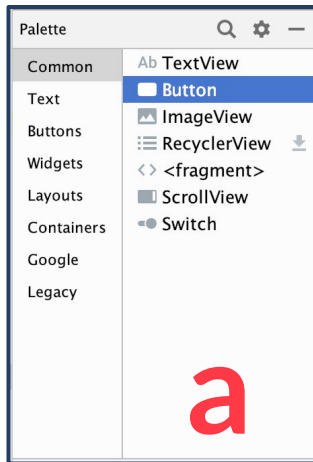 Palette
Common
Text
Buttons
Widgets
Layouts
Containers
Google
Legacy
Ab TextView
Button
ImageView
RecyclerView
<> <fragment>
ScrollView
Switch
a